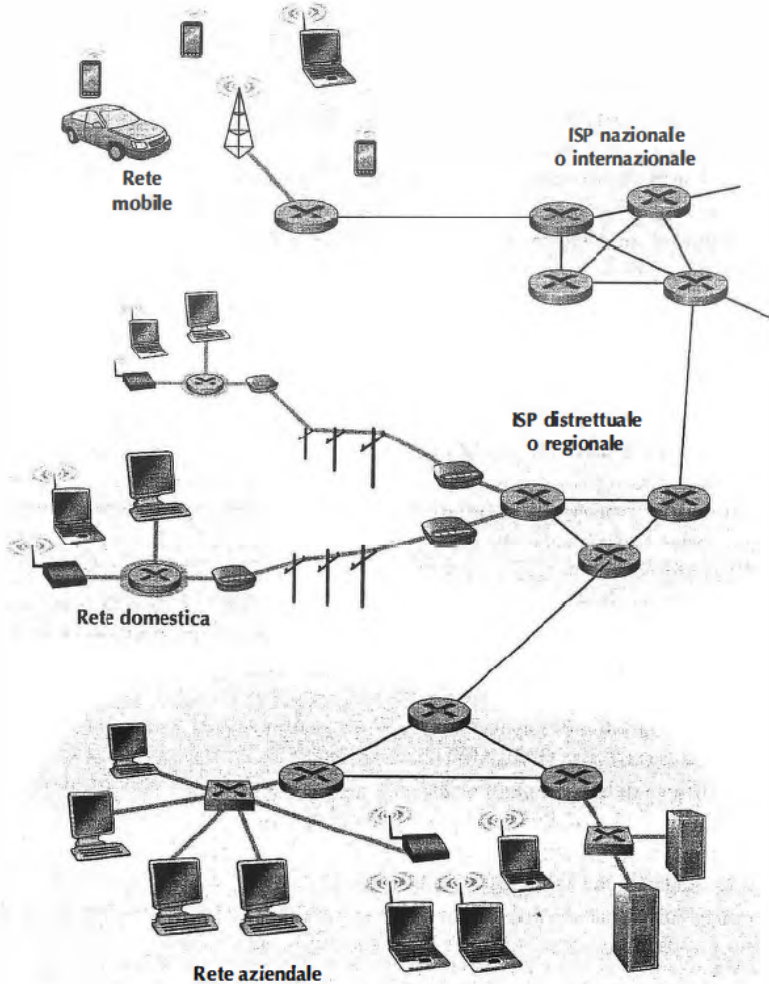 ISP nazionale
o internazionale
Rete
mobile
ISP distrettuale
o regionale
Rete domestica
Rete aziendale